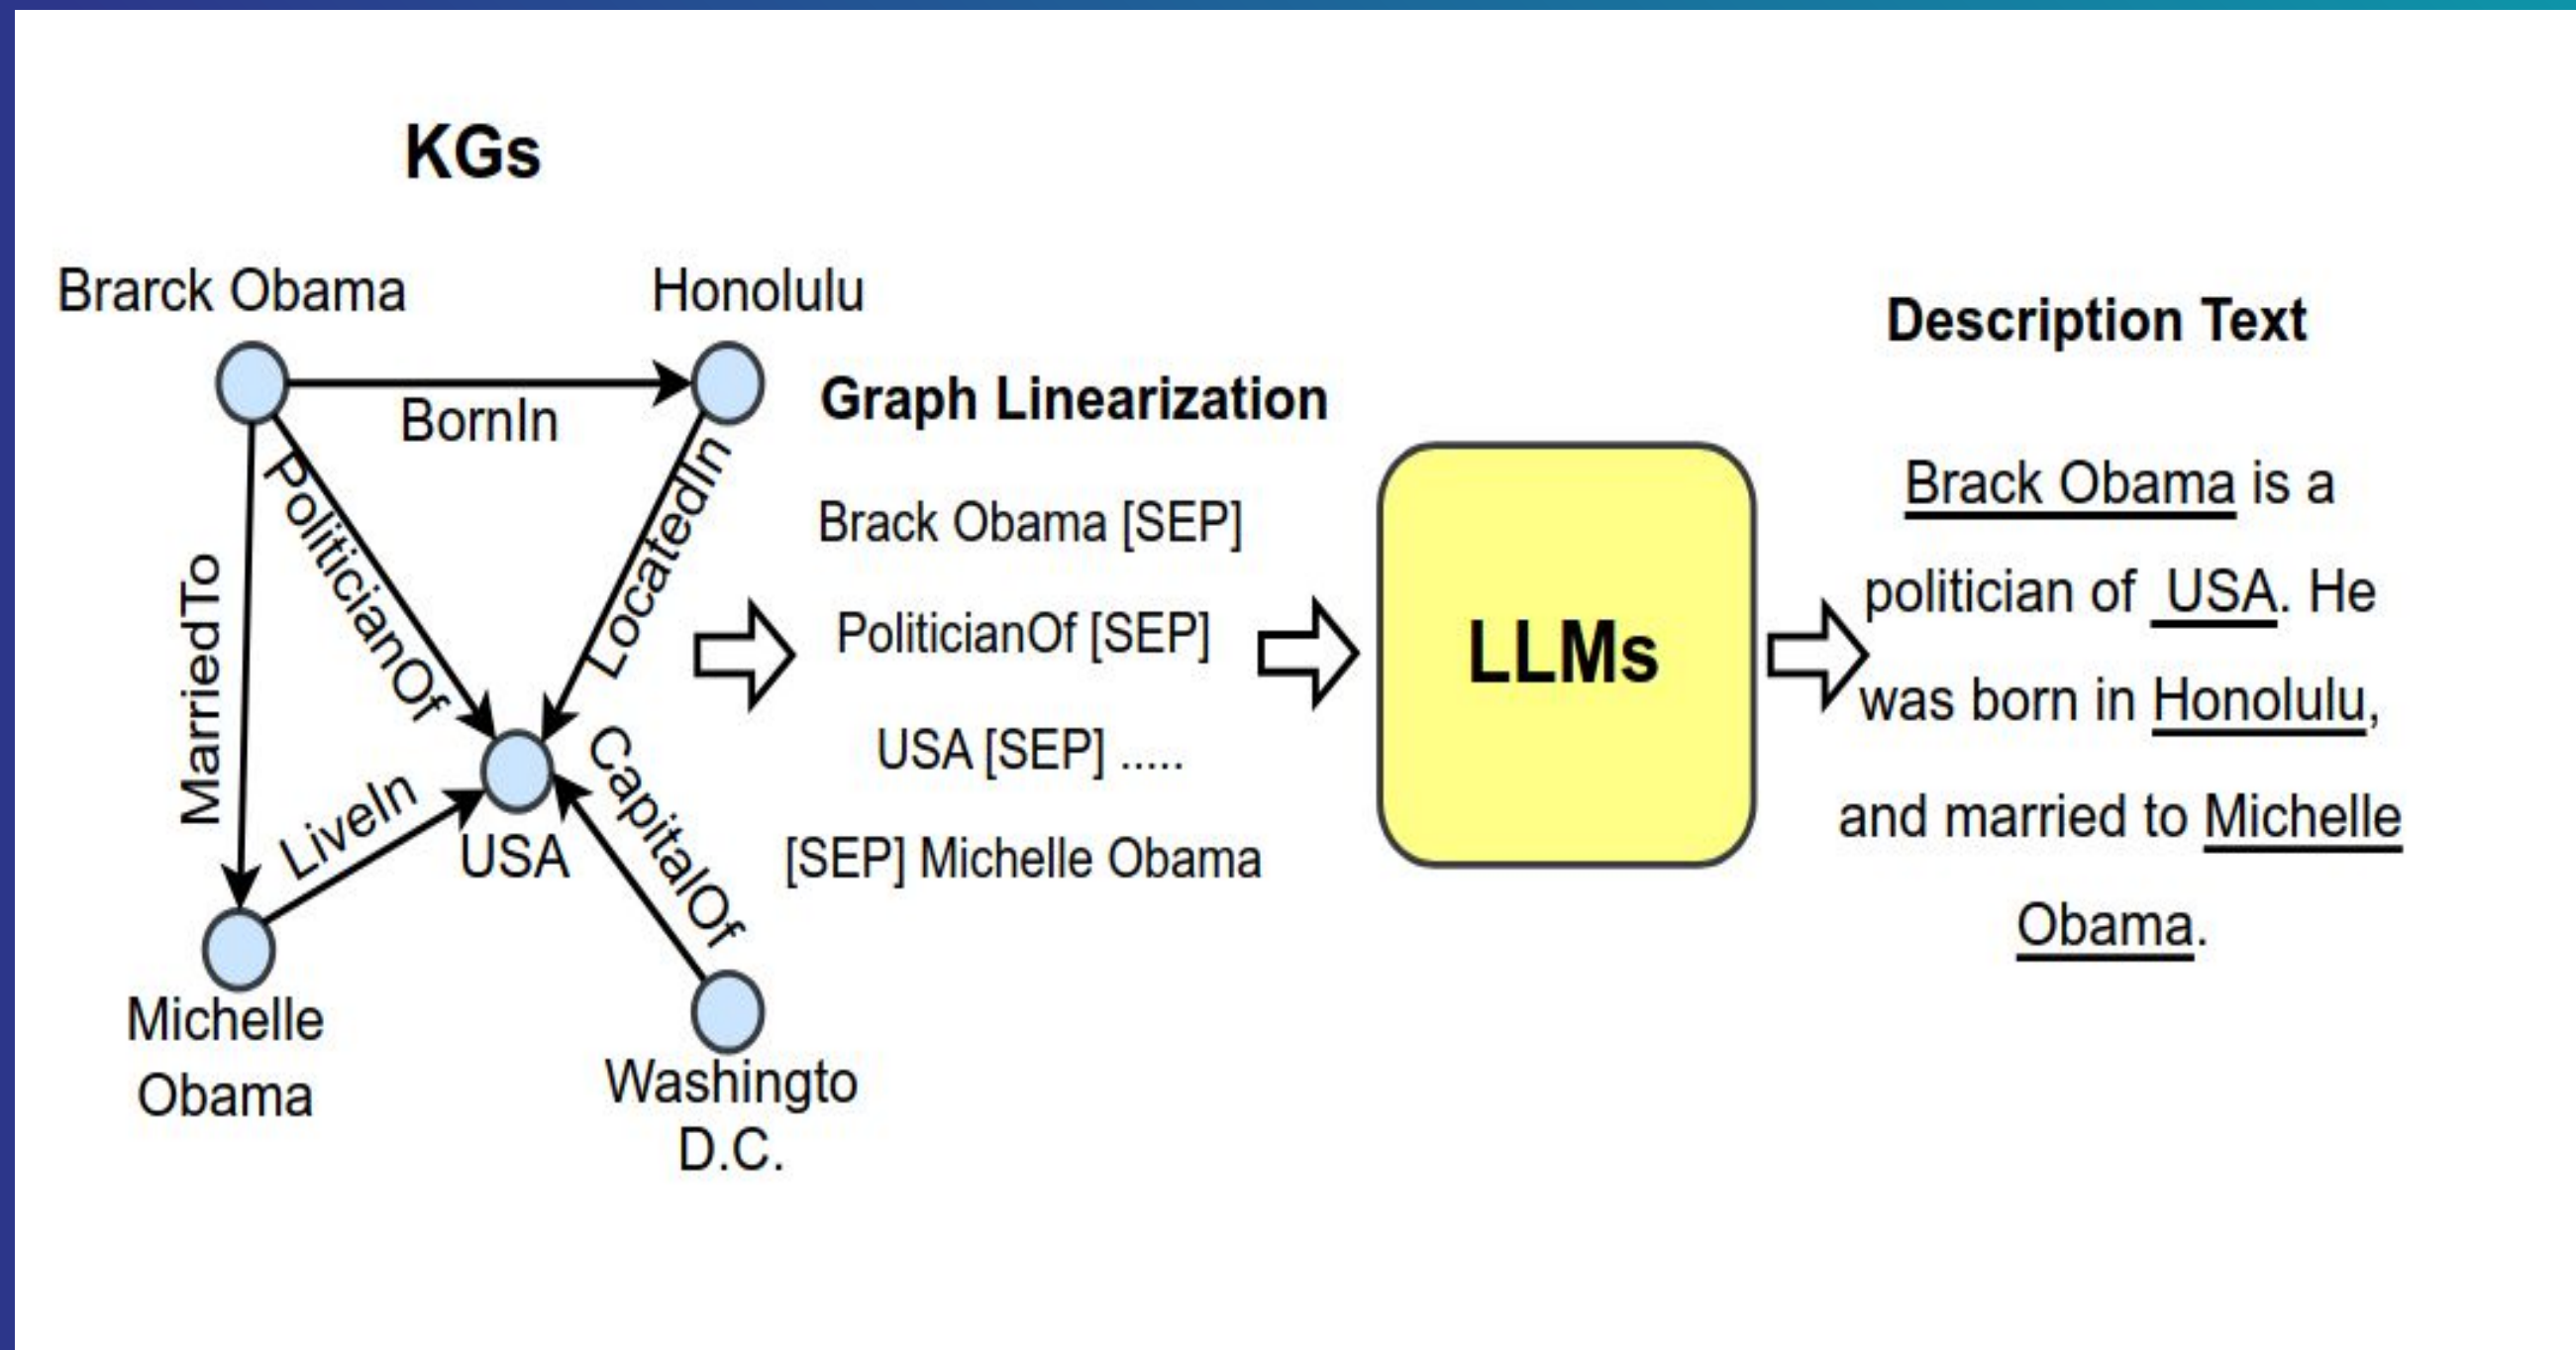 KGs
Brarck Obama
Honolulu
BornIn
PoliticianOf
LocatedIn
MarriedTo
LiveIn
USA
CapitalOf
Michelle
Obama
Washingto
D.C.
Graph Linearization
Brack Obama [SEP]
PoliticianOf [SEP]
USA [SEP] .....
[SEP] Michelle Obama
LLMs
Description Text
Brack Obama is a
politician of USA. He
was born in Honolulu,
and married to Michelle
Obama.